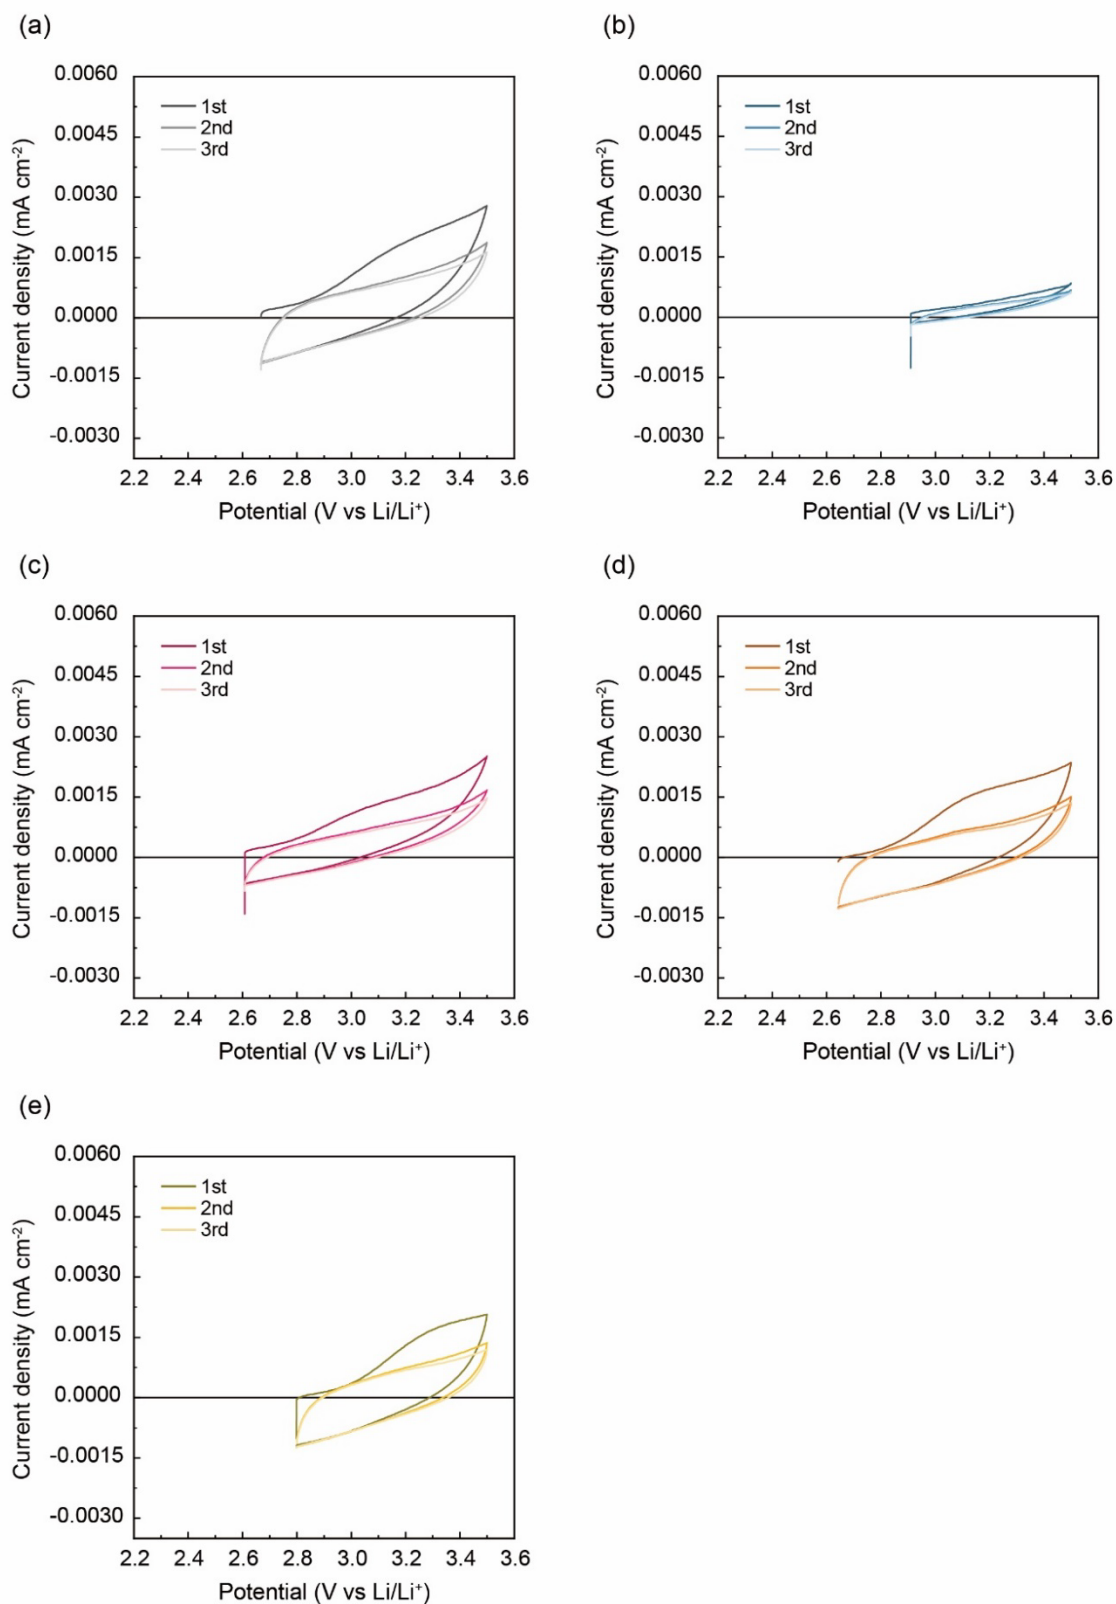 (a)
0.0060
0.0045
0.0030
0.0015
0.0000
-0.0015
-0.0030
Current density (mA cm⁻²)
1st
2nd
3rd
2.2 2.4 2.6 2.8 3.0 3.2 3.4 3.6
Potential (V vs Li/Li⁺)
(b)
0.0060
0.0045
0.0030
0.0015
0.0000
-0.0015
-0.0030
Current density (mA cm⁻²)
1st
2nd
3rd
2.2 2.4 2.6 2.8 3.0 3.2 3.4 3.6
Potential (V vs Li/Li⁺)
(c)
0.0060
0.0045
0.0030
0.0015
0.0000
-0.0015
-0.0030
Current density (mA cm⁻²)
1st
2nd
3rd
2.2 2.4 2.6 2.8 3.0 3.2 3.4 3.6
Potential (V vs Li/Li⁺)
(d)
0.0060
0.0045
0.0030
0.0015
0.0000
-0.0015
-0.0030
Current density (mA cm⁻²)
1st
2nd
3rd
2.2 2.4 2.6 2.8 3.0 3.2 3.4 3.6
Potential (V vs Li/Li⁺)
(e)
0.0060
0.0045
0.0030
0.0015
0.0000
-0.0015
-0.0030
Current density (mA cm⁻²)
1st
2nd
3rd
2.2 2.4 2.6 2.8 3.0 3.2 3.4 3.6
Potential (V vs Li/Li⁺)